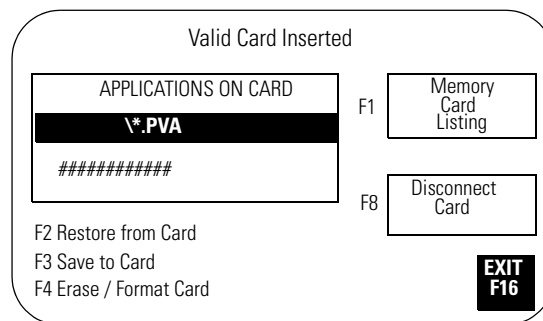 Valid Card Inserted
APPLICATIONS ON CARD
\*.PVA
############
F1
Memory
Card
Listing
F8
Disconnect
Card
F2 Restore from Card
F3 Save to Card
F4 Erase / Format Card
EXIT
F16